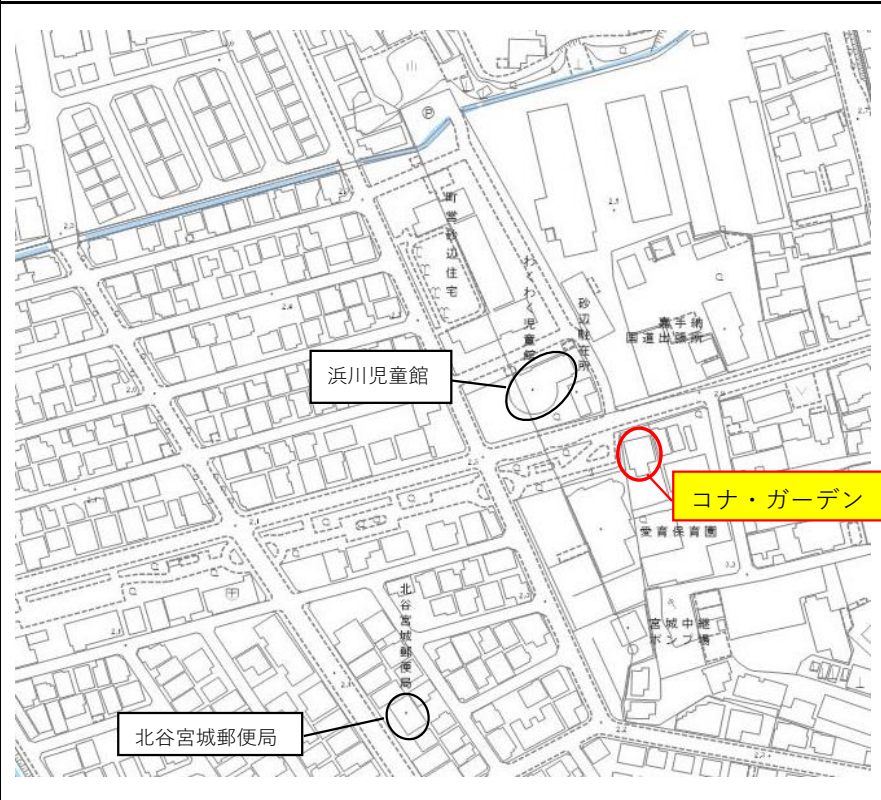 町営砂辺住宅
わくわく児童館
砂辺駐在所
嘉手納
国道出張所
浜川児童館
コナ・ガーデン
愛育保育園
北谷宮城郵便局
宮城中継
ポンプ場
北谷宮城郵便局